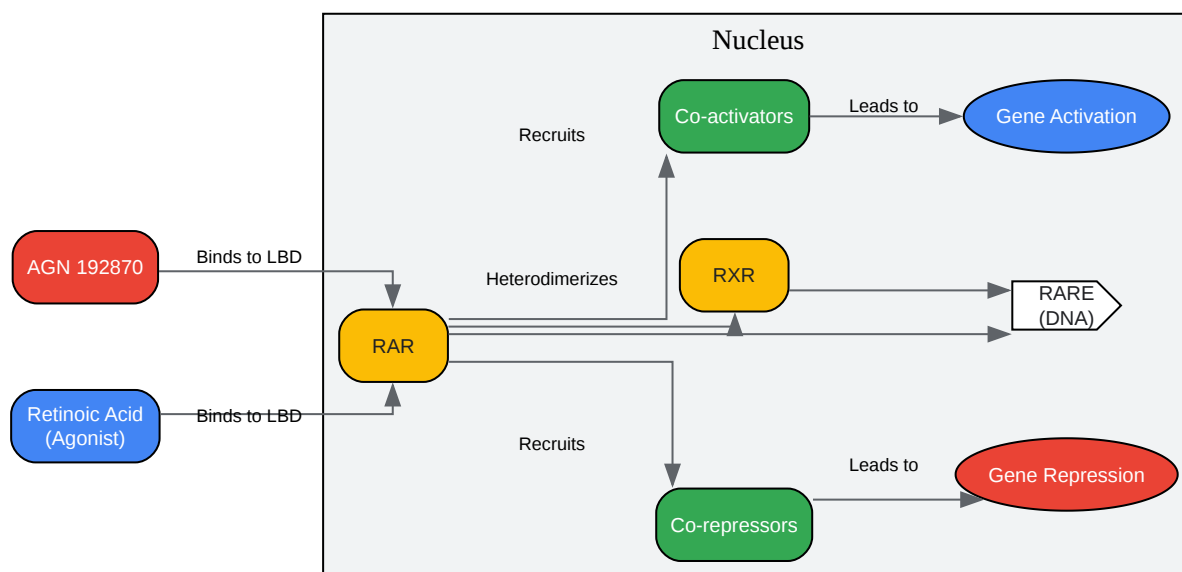 Nucleus
Co-activators
Leads to
Gene Activation
Recruits
AGN 192870
Binds to LBD
Heterodimerizes
RXR
RARE
(DNA)
RAR
Retinoic Acid
(Agonist)
Binds to LBD
Recruits
Leads to
Gene Repression
Co-repressors